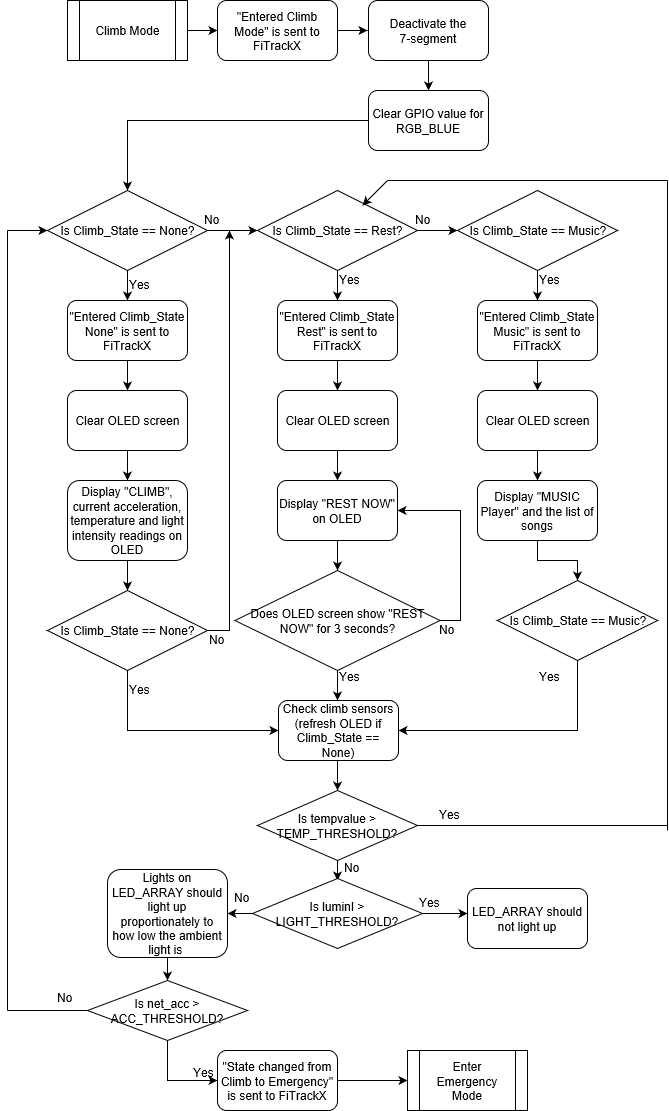 Climb Mode
"Entered Climb
Mode" is sent to
FiTrackX
Deactivate the
7-segment
Clear GPIO value for
RGB_BLUE
Is Climb_State == None?
No
Is Climb_State == Rest?
No
Is Climb_State == Music?
Yes
Yes
Yes
"Entered Climb_State
None" is sent to
FiTrackX
"Entered Climb_State
Rest" is sent to
FiTrackX
"Entered Climb_State
Music" is sent to
FiTrackX
Clear OLED screen
Clear OLED screen
Clear OLED screen
Display "CLIMB",
current acceleration,
temperature and light
intensity readings on
OLED
Display "REST NOW"
on OLED
Display "MUSIC
Player" and the list of
songs
Is Climb_State == None?
No
Does OLED screen show "REST
NOW" for 3 seconds?
No
Is Climb_State == Music?
Yes
Yes
Yes
Check climb sensors
(refresh OLED if
Climb_State ==
None)
Is tempvalue >
TEMP_THRESHOLD?
Yes
No
Lights on
LED_ARRAY should
light up
proportionately to
how low the ambient
light is
No
Is luminI >
LIGHT_THRESHOLD?
Yes
LED_ARRAY should
not light up
No
Is net_acc >
ACC_THRESHOLD?
Yes
"State changed from
Climb to Emergency"
is sent to FiTrackX
Enter
Emergency
Mode